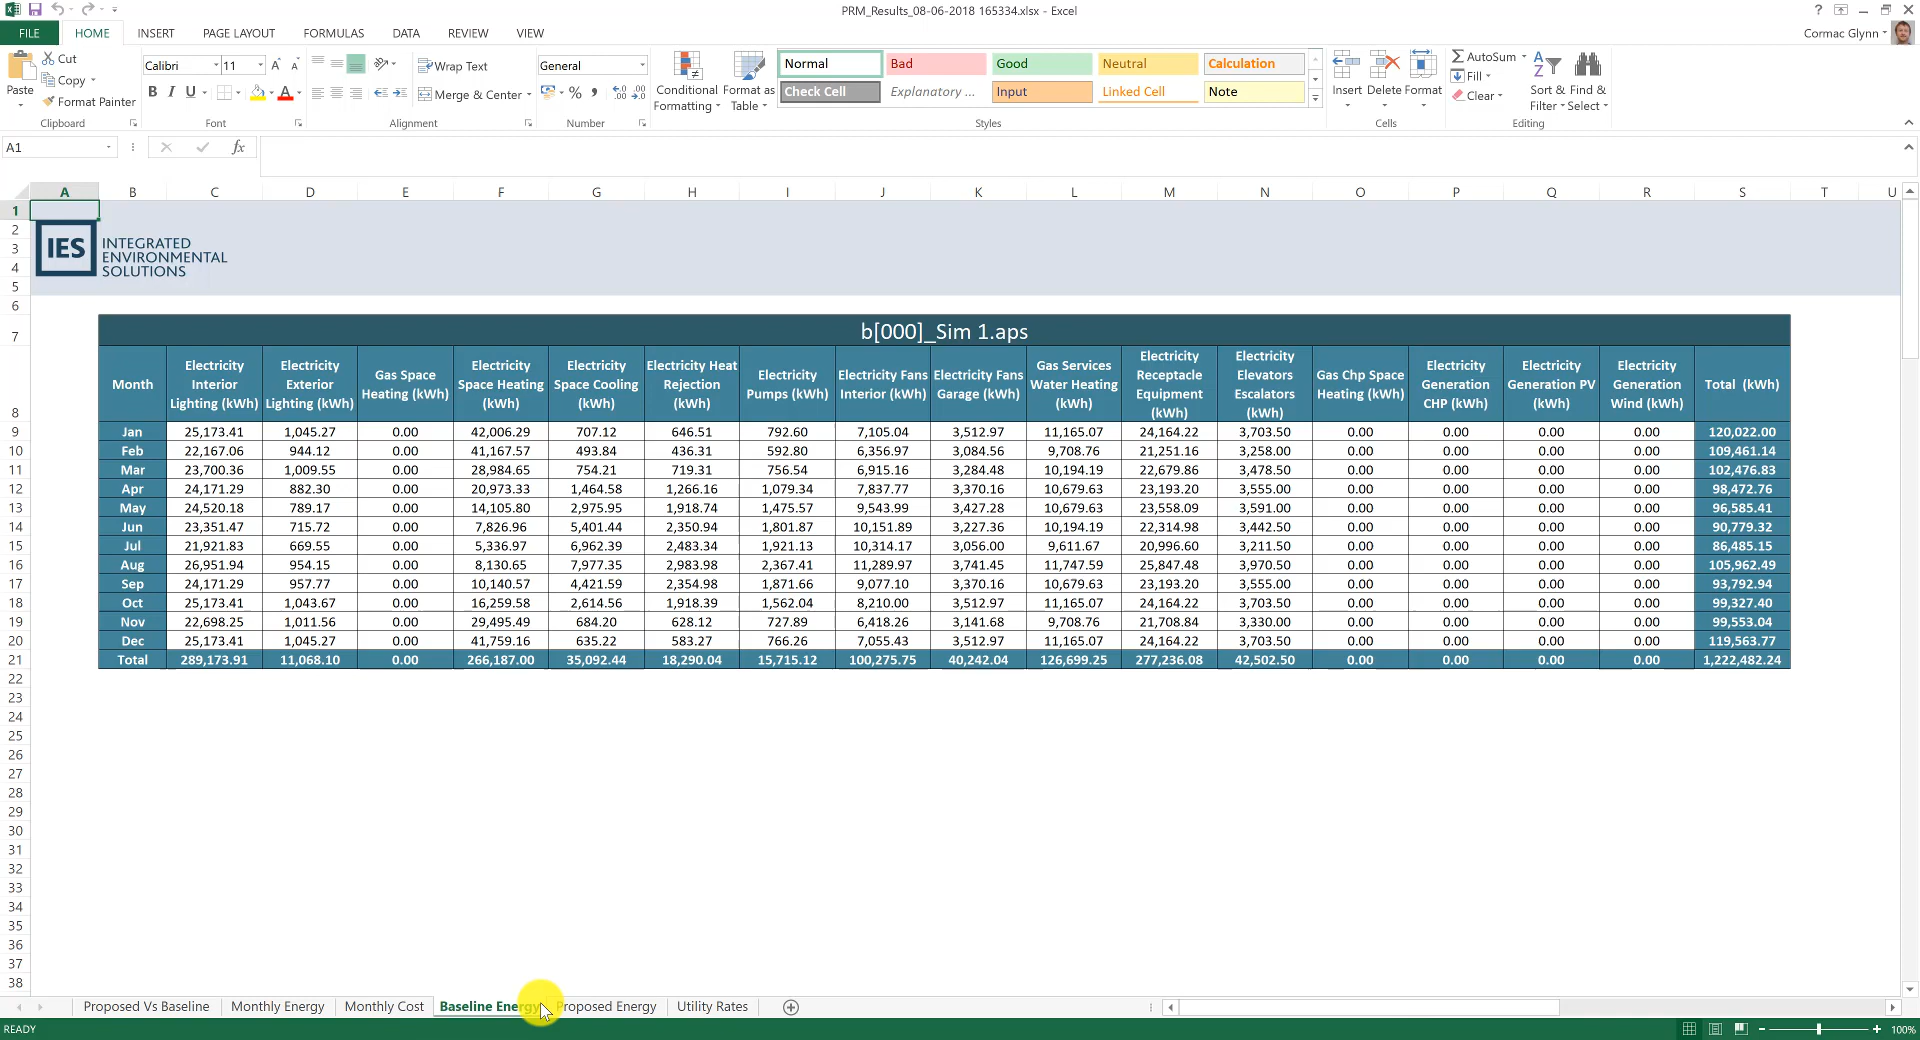 PRM_Results_08-06-2018 165334.xlsx - Excel
?
FILE HOME INSERT PAGE LAYOUT FORMULAS DATA REVIEW VIEW
Cormac Glynn
Paste
Cut
Copy
Format Painter
Clipboard
Calibri 11
A A
B I U
A
Font
Wrap Text
Merge & Center
Alignment
General
%
Number
Conditional
Formatting
Format as
Table
Normal Bad Good Neutral Calculation
Check Cell Explanatory ... Input Linked Cell Note
Styles
Insert Delete Format
Cells
AutoSum
Fill
Clear
Sort &
Filter
Find &
Select
Editing
A1
fx
A B C D E F G H I J K L M N O P Q R S T U
1
2
3
4
5
IES INTEGRATED
ENVIRONMENTAL
SOLUTIONS
6
7 b[000]_Sim 1.aps
8
Month
Electricity
Interior
Lighting (kWh)
Electricity
Exterior
Lighting (kWh)
Gas Space
Heating (kWh)
Electricity
Space Heating
(kWh)
Electricity
Space Cooling
(kWh)
Electricity Heat
Rejection
(kWh)
Electricity
Pumps (kWh)
Electricity Fans
Interior (kWh)
Electricity Fans
Garage (kWh)
Gas Services
Water Heating
(kWh)
Electricity
Receptacle
Equipment
(kWh)
Electricity
Elevators
Escalators
(kWh)
Gas Chp Space
Heating (kWh)
Electricity
Generation
CHP (kWh)
Electricity
Generation PV
(kWh)
Electricity
Generation
Wind (kWh)
Total (kWh)
9 Jan 25,173.41 1,045.27 0.00 42,006.29 707.12 646.51 792.60 7,105.04 3,512.97 11,165.07 24,164.22 3,703.50 0.00 0.00 0.00 0.00 120,022.00
10 Feb 22,167.06 944.12 0.00 41,167.57 493.84 436.31 592.80 6,356.97 3,084.56 9,708.76 21,251.16 3,258.00 0.00 0.00 0.00 0.00 109,461.14
11 Mar 23,700.36 1,009.55 0.00 28,984.65 754.21 719.31 756.54 6,915.16 3,284.48 10,194.19 22,679.86 3,478.50 0.00 0.00 0.00 0.00 102,476.83
12 Apr 24,171.29 882.30 0.00 20,973.33 1,464.58 1,266.16 1,079.34 7,837.77 3,370.16 10,679.63 23,193.20 3,555.00 0.00 0.00 0.00 0.00 98,472.76
13 May 24,520.18 789.17 0.00 14,105.80 2,975.95 1,918.74 1,475.57 9,543.99 3,427.28 10,679.63 23,558.09 3,591.00 0.00 0.00 0.00 0.00 96,585.41
14 Jun 23,351.47 715.72 0.00 7,826.96 5,401.44 2,350.94 1,801.87 10,151.89 3,227.36 10,194.19 22,314.98 3,442.50 0.00 0.00 0.00 0.00 90,779.32
15 Jul 21,921.83 669.55 0.00 5,336.97 6,962.39 2,483.34 1,921.13 10,314.17 3,056.00 9,611.67 20,996.60 3,211.50 0.00 0.00 0.00 0.00 86,485.15
16 Aug 26,951.94 954.15 0.00 8,130.65 7,977.35 2,983.98 2,367.41 11,289.97 3,741.45 11,747.59 25,847.48 3,970.50 0.00 0.00 0.00 0.00 105,962.49
17 Sep 24,171.29 957.77 0.00 10,140.57 4,421.59 2,354.98 1,871.66 9,077.10 3,370.16 10,679.63 23,193.20 3,555.00 0.00 0.00 0.00 0.00 93,792.94
18 Oct 25,173.41 1,043.67 0.00 16,259.58 2,614.56 1,918.39 1,562.04 8,210.00 3,512.97 11,165.07 24,164.22 3,703.50 0.00 0.00 0.00 0.00 99,327.40
19 Nov 22,698.25 1,011.56 0.00 29,495.49 684.20 628.12 727.89 6,418.26 3,141.68 9,708.76 21,708.84 3,330.00 0.00 0.00 0.00 0.00 99,553.04
20 Dec 25,173.41 1,045.27 0.00 41,759.16 635.22 583.27 766.26 7,055.43 3,512.97 11,165.07 24,164.22 3,703.50 0.00 0.00 0.00 0.00 119,563.77
21 Total 289,173.91 11,068.10 0.00 266,187.00 35,092.44 18,290.04 15,715.12 100,275.75 40,242.04 126,699.25 277,236.08 42,502.50 0.00 0.00 0.00 0.00 1,222,482.24
22
23
24
25
26
27
28
29
30
31
32
33
34
35
36
37
38
Proposed Vs Baseline Monthly Energy Monthly Cost Baseline Energy Proposed Energy Utility Rates
READY
100%